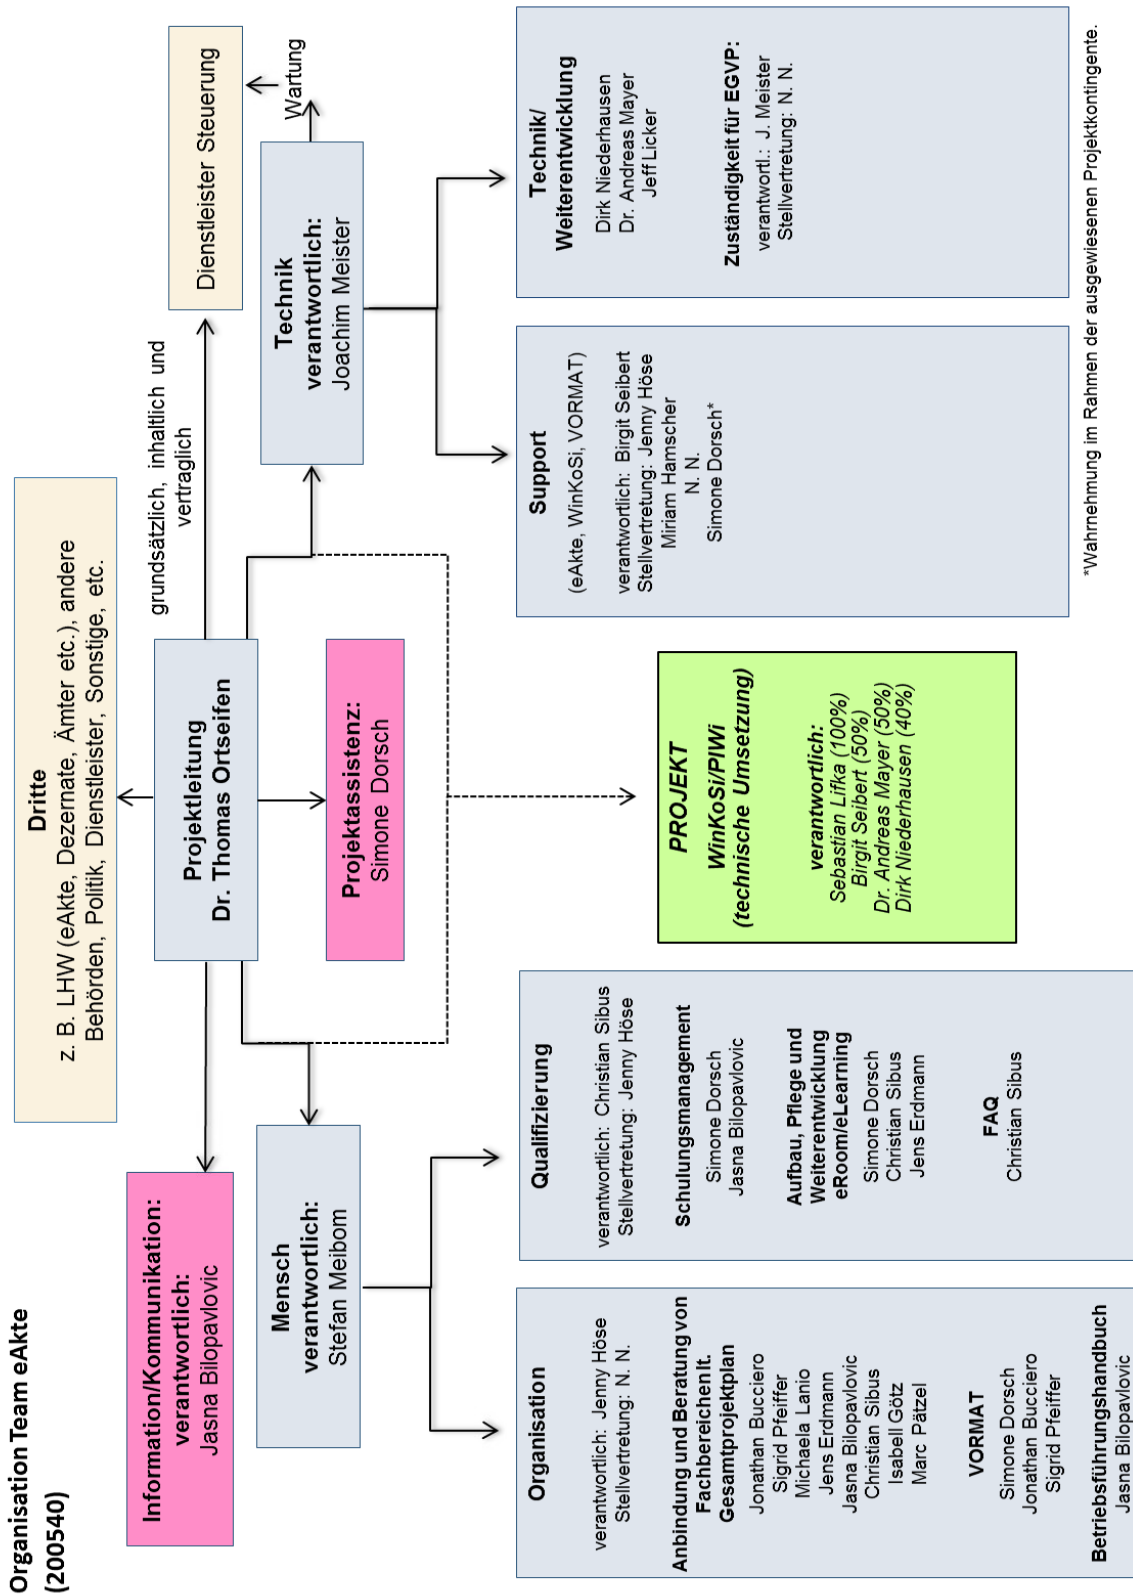 Organisation Team eAkte
(200540)
Dritte
z. B. LHW (eAkte, Dezernate, Ämter etc.), andere
Behörden, Politik, Dienstleister, Sonstige, etc.
Information/Kommunikation:
verantwortlich:
Jasna Bilopavlovic
Projektleitung
Dr. Thomas Ortseifen
grundsätzlich, inhaltlich und
vertraglich
Dienstleister Steuerung
Wartung
Mensch
verantwortlich:
Stefan Meibom
Projektassistenz:
Simone Dorsch
Technik
verantwortlich:
Joachim Meister
Organisation
verantwortlich: Jenny Höse
Stellvertretung: N. N.
Anbindung und Beratung von
Fachbereichen lt.
Gesamtprojektplan
Jonathan Bucciero
Sigrid Pfeiffer
Michaela Lanio
Jens Erdmann
Jasna Bilopavlovic
Christian Sibus
Isabell Götz
Marc Pätzel
VORMAT
Simone Dorsch
Jonathan Bucciero
Sigrid Pfeiffer
Betriebsführungshandbuch
Jasna Bilopavlovic
Qualifizierung
verantwortlich: Christian Sibus
Stellvertretung: Jenny Höse
Schulungsmanagement
Simone Dorsch
Jasna Bilopavlovic
Aufbau, Pflege und
Weiterentwicklung
eRoom/eLearning
Simone Dorsch
Christian Sibus
Jens Erdmann
FAQ
Christian Sibus
PROJEKT
WinKoSi/PIWi
(technische Umsetzung)
verantwortlich:
Sebastian Lifka (100%)
Birgit Seibert (50%)
Dr. Andreas Mayer (50%)
Dirk Niederhausen (40%)
Support
(eAkte, WinKoSi, VORMAT)
verantwortlich: Birgit Seibert
Stellvertretung: Jenny Höse
Miriam Hamscher
N. N.
Simone Dorsch*
Technik/
Weiterentwicklung
Dirk Niederhausen
Dr. Andreas Mayer
Jeff Licker
Zuständigkeit für EGVP:
verantwortl.: J. Meister
Stellvertretung: N. N.
*Wahrnehmung im Rahmen der ausgewiesenen Projektkontingente.